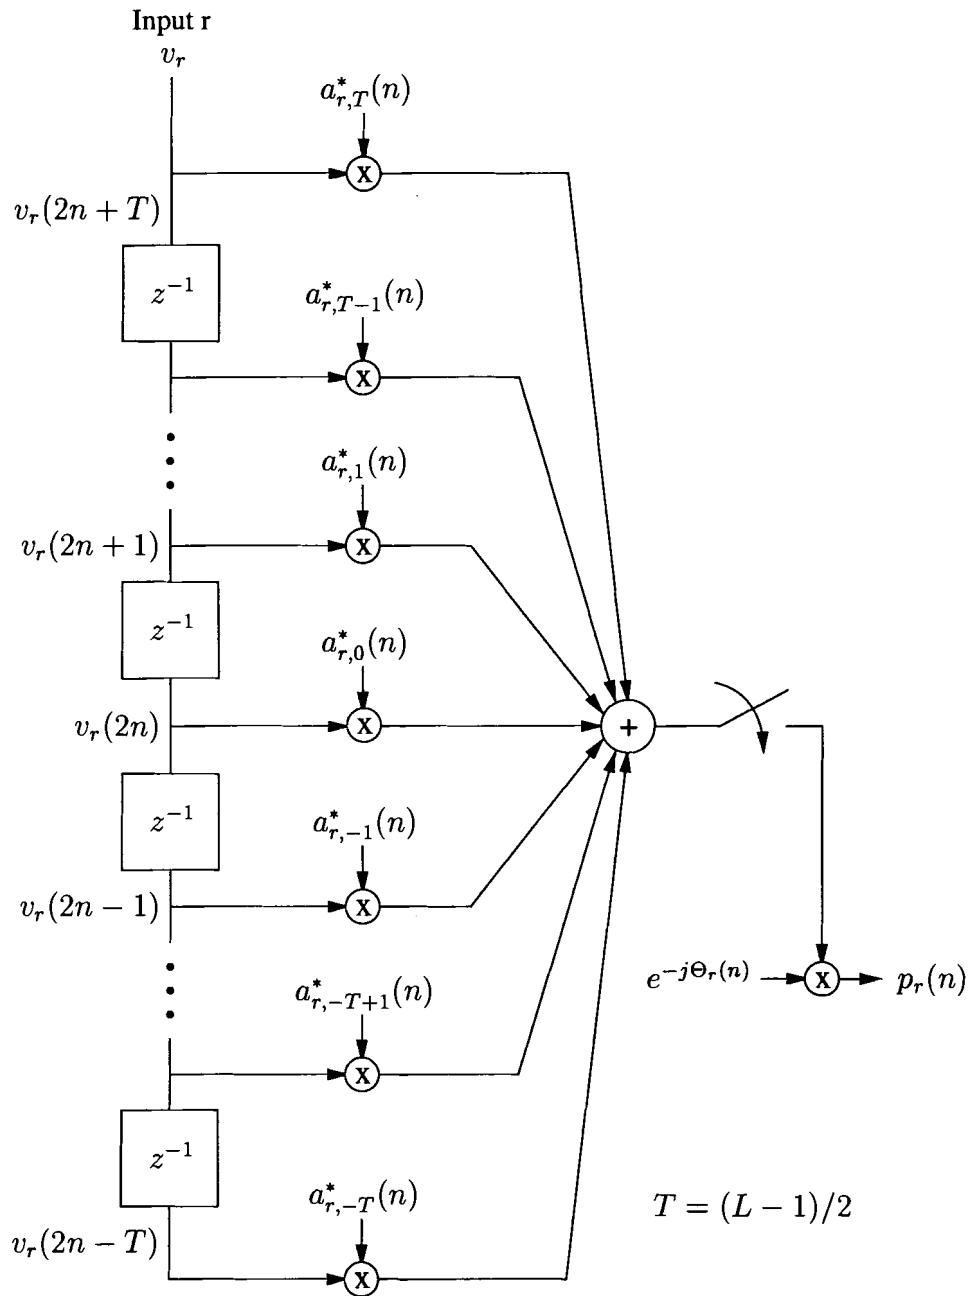 Input r
v_r
a*_{r,T}(n)
X
v_r(2n + T)
z^{-1}
a*_{r,T-1}(n)
X
a*_{r,1}(n)
v_r(2n + 1)
X
z^{-1}
a*_{r,0}(n)
v_r(2n)
X
+
z^{-1}
a*_{r,-1}(n)
v_r(2n - 1)
X
e^{-jΘ_r(n)}
X
p_r(n)
a*_{r,-T+1}(n)
X
z^{-1}
a*_{r,-T}(n)
T = (L - 1)/2
v_r(2n - T)
X